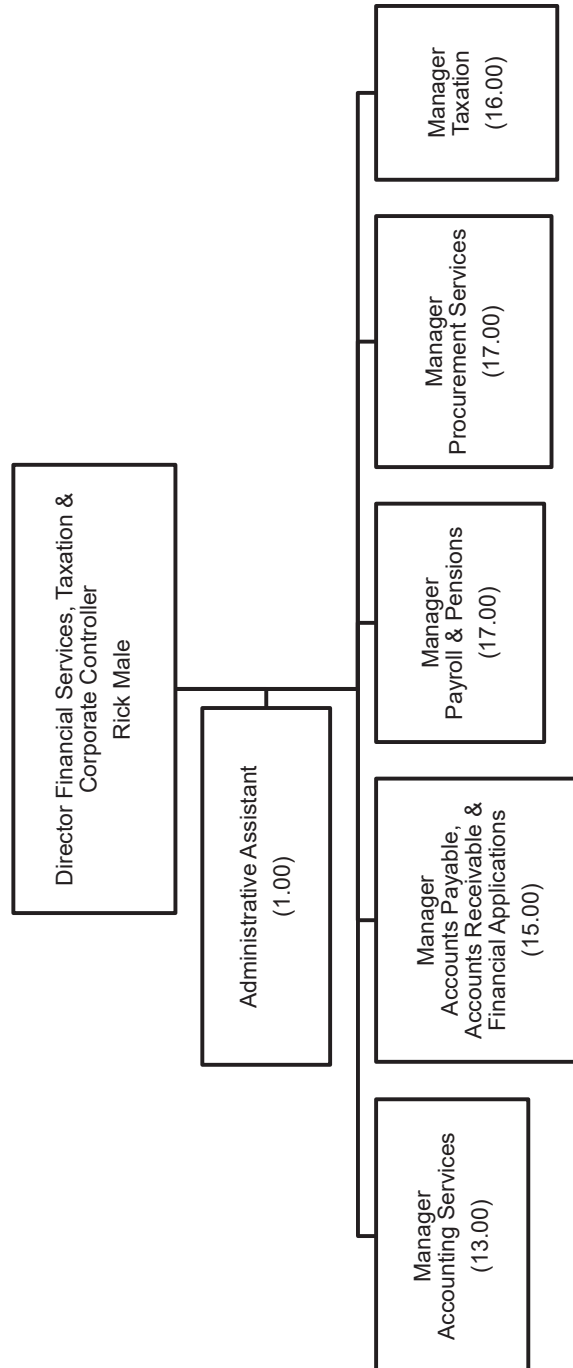 Director Financial Services, Taxation &
Corporate Controller
Rick Male
Administrative Assistant
(1.00)
Manager
Accounting Services
(13.00)
Manager
Accounts Payable,
Accounts Receivable &
Financial Applications
(15.00)
Manager
Payroll & Pensions
(17.00)
Manager
Procurement Services
(17.00)
Manager
Taxation
(16.00)